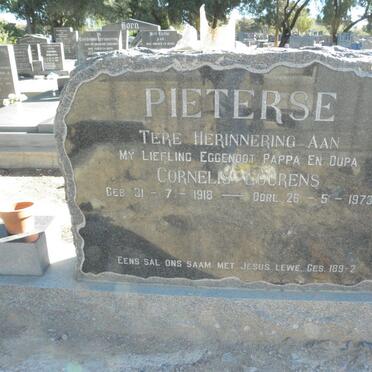 PIETERSE
TERE HERINNERING AAN
MY LIEFLING EGGENOOT PAPPA EN OUPA
CORNELIS LOURENS
GEB. 31 - 7 - 1918 — OORL. 26 - 5 - 1973
EENS SAL ONS SAAM MET JESUS LEWE. GES. 189-2
Born